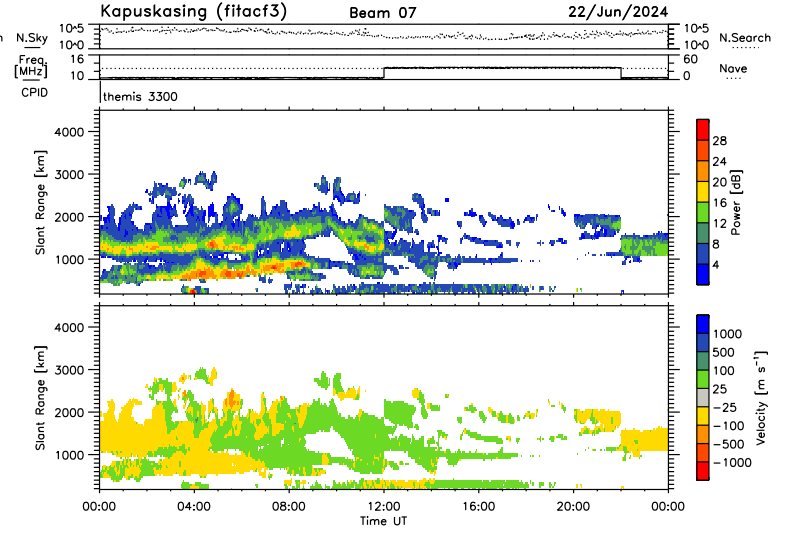 Kapuskasing (fitacf3) Beam 07 22/Jun/2024
n N.Sky 10^5 10^0 10^5 10^0 N.Search
Freq. [MHz] 16 10 60 0 Nave
CPID themis 3300
Slant Range [km]
4000
3000
2000
1000
Power [dB]
28
24
20
16
12
8
4
Slant Range [km]
4000
3000
2000
1000
Velocity [m s⁻¹]
1000
500
100
25
−25
−100
−500
−1000
00:00 04:00 08:00 12:00 16:00 20:00 00:00
Time UT